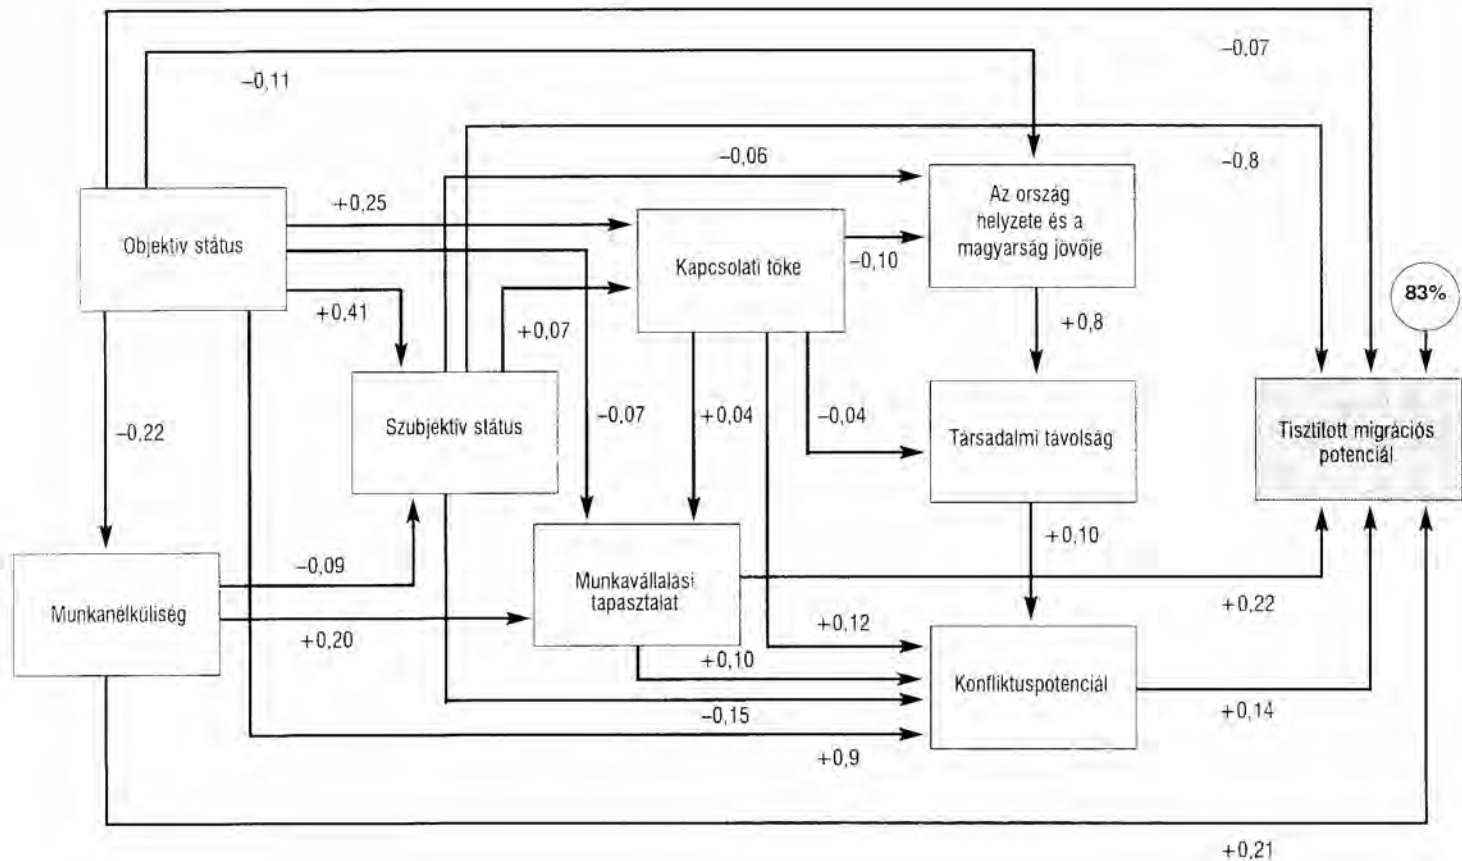 −0,07
−0,11
−0,06
−0,8
Az ország
helyzete és a
magyarság jövője
+0,25
Objektív státus
Kapcsolati tőke
−0,10
83%
+0,41
+0,07
+0,8
Szubjektív státus
−0,07
+0,04
−0,04
Társadalmi távolság
Tisztított migrációs
potenciál
−0,22
+0,10
−0,09
Munkavállalási
tapasztalat
+0,22
Munkanélküliség
+0,20
+0,12
+0,10
Konfliktuspotenciál
−0,15
+0,14
+0,9
+0,21